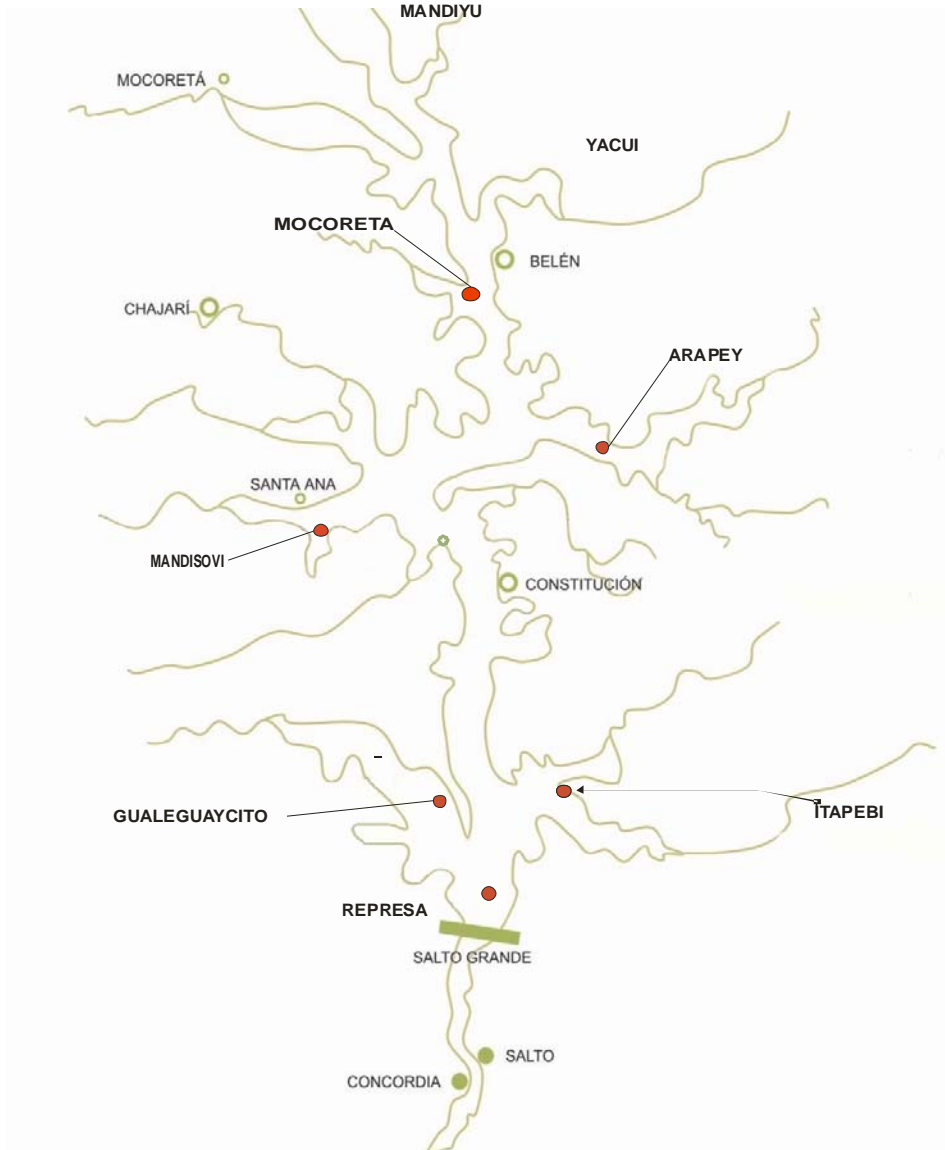 MANDIYU
MOCORETÁ
YACUI
MOCORETA
BELÉN
CHAJARÍ
ARAPEY
SANTA ANA
MANDISOVI
CONSTITUCIÓN
ITAPEBI
GUALEGUAYCITO
REPRESA
SALTO GRANDE
SALTO
CONCORDIA